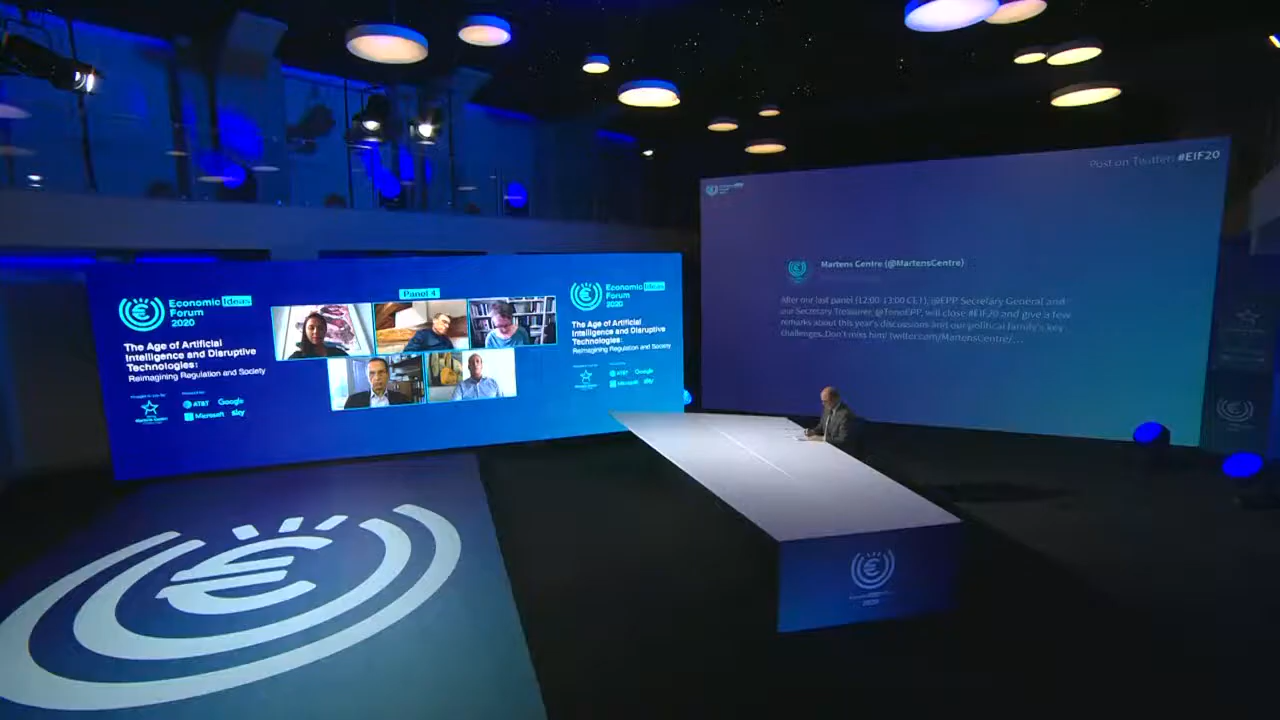 Post on Twitter: #EIF20
Martens Centre (@MartensCentre)
After our last panel (12:00-13:00 CET), @EPP Secretary General and
our Secretary Treasurer, @TonoEPP, will close #EIF20 and give a few
remarks about this year's discussions and our political family's key
challenges. Don't miss him! twitter.com/MartensCentre/…
Panel 4
Economic Ideas
Forum
2020
The Age of Artificial
Intelligence and Disruptive
Technologies:
Reimagining Regulation and Society
AT&T
Google
Microsoft
sky
Economic Ideas
Forum
2020
The Age of Artificial
Intelligence and Disruptive
Technologies:
Reimagining Regulation and Society
AT&T
Google
Microsoft
sky
2020